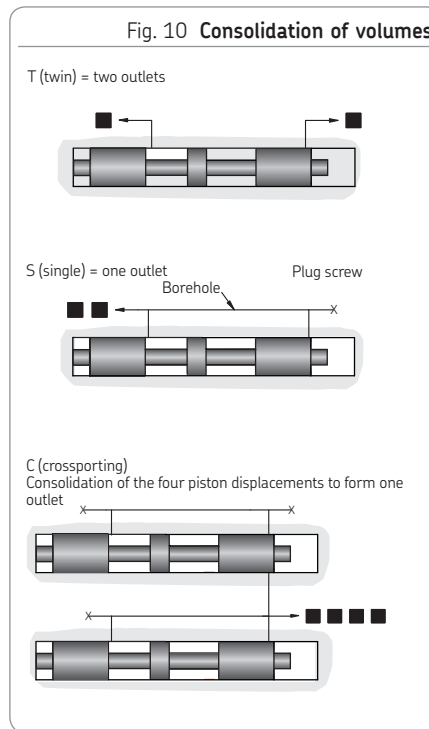 Fig. 10 Consolidation of volumes
T (twin) = two outlets
S (single) = one outlet
Plug screw
Borehole
C (crossporting)
Consolidation of the four piston displacements to form one
outlet